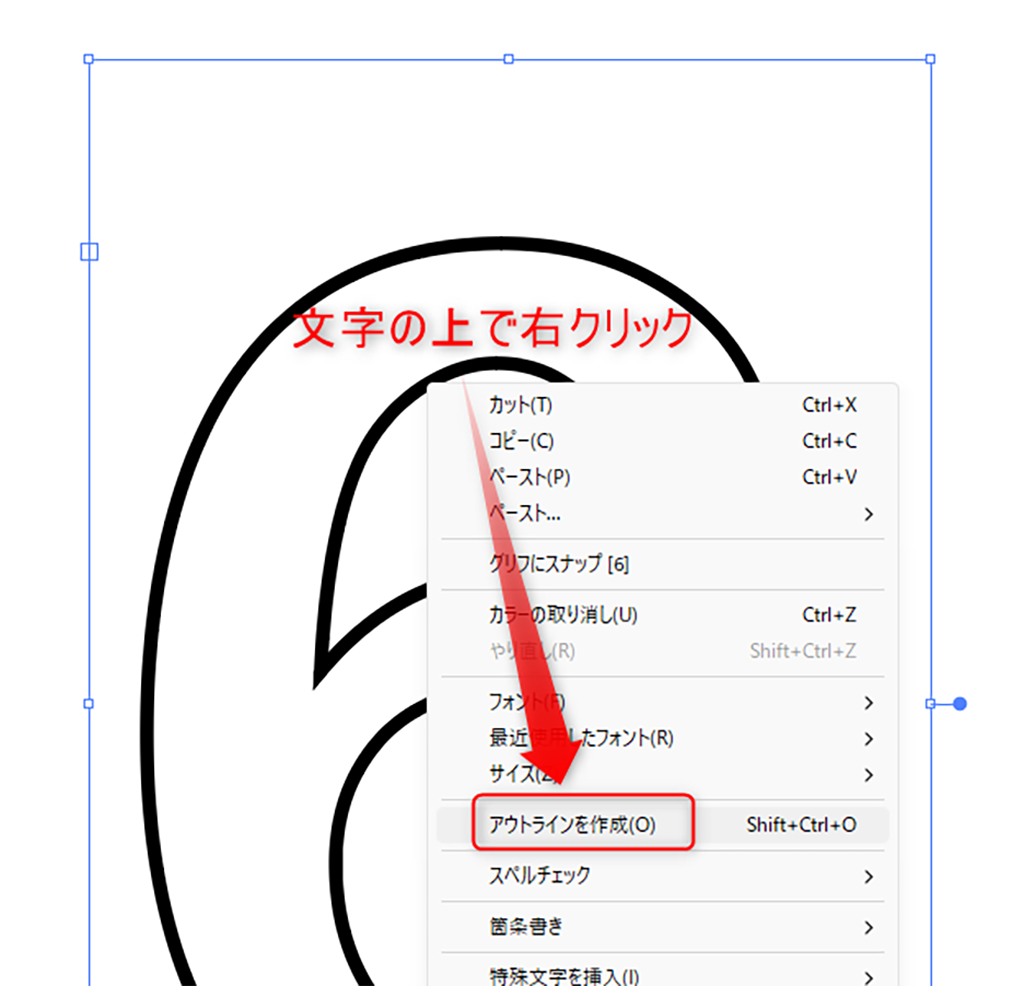 文字の上で右クリック
カット(T) Ctrl+X
コピー(C) Ctrl+C
ペースト(P) Ctrl+V
ペースト...
グリフにスナップ [6]
カラーの取り消し(U) Ctrl+Z
やり直し(R) Shift+Ctrl+Z
フォント(F)
最近使用したフォント(R)
サイズ(Z)
アウトラインを作成(O) Shift+Ctrl+O
スペルチェック
箇条書き
特殊文字を挿入(I)